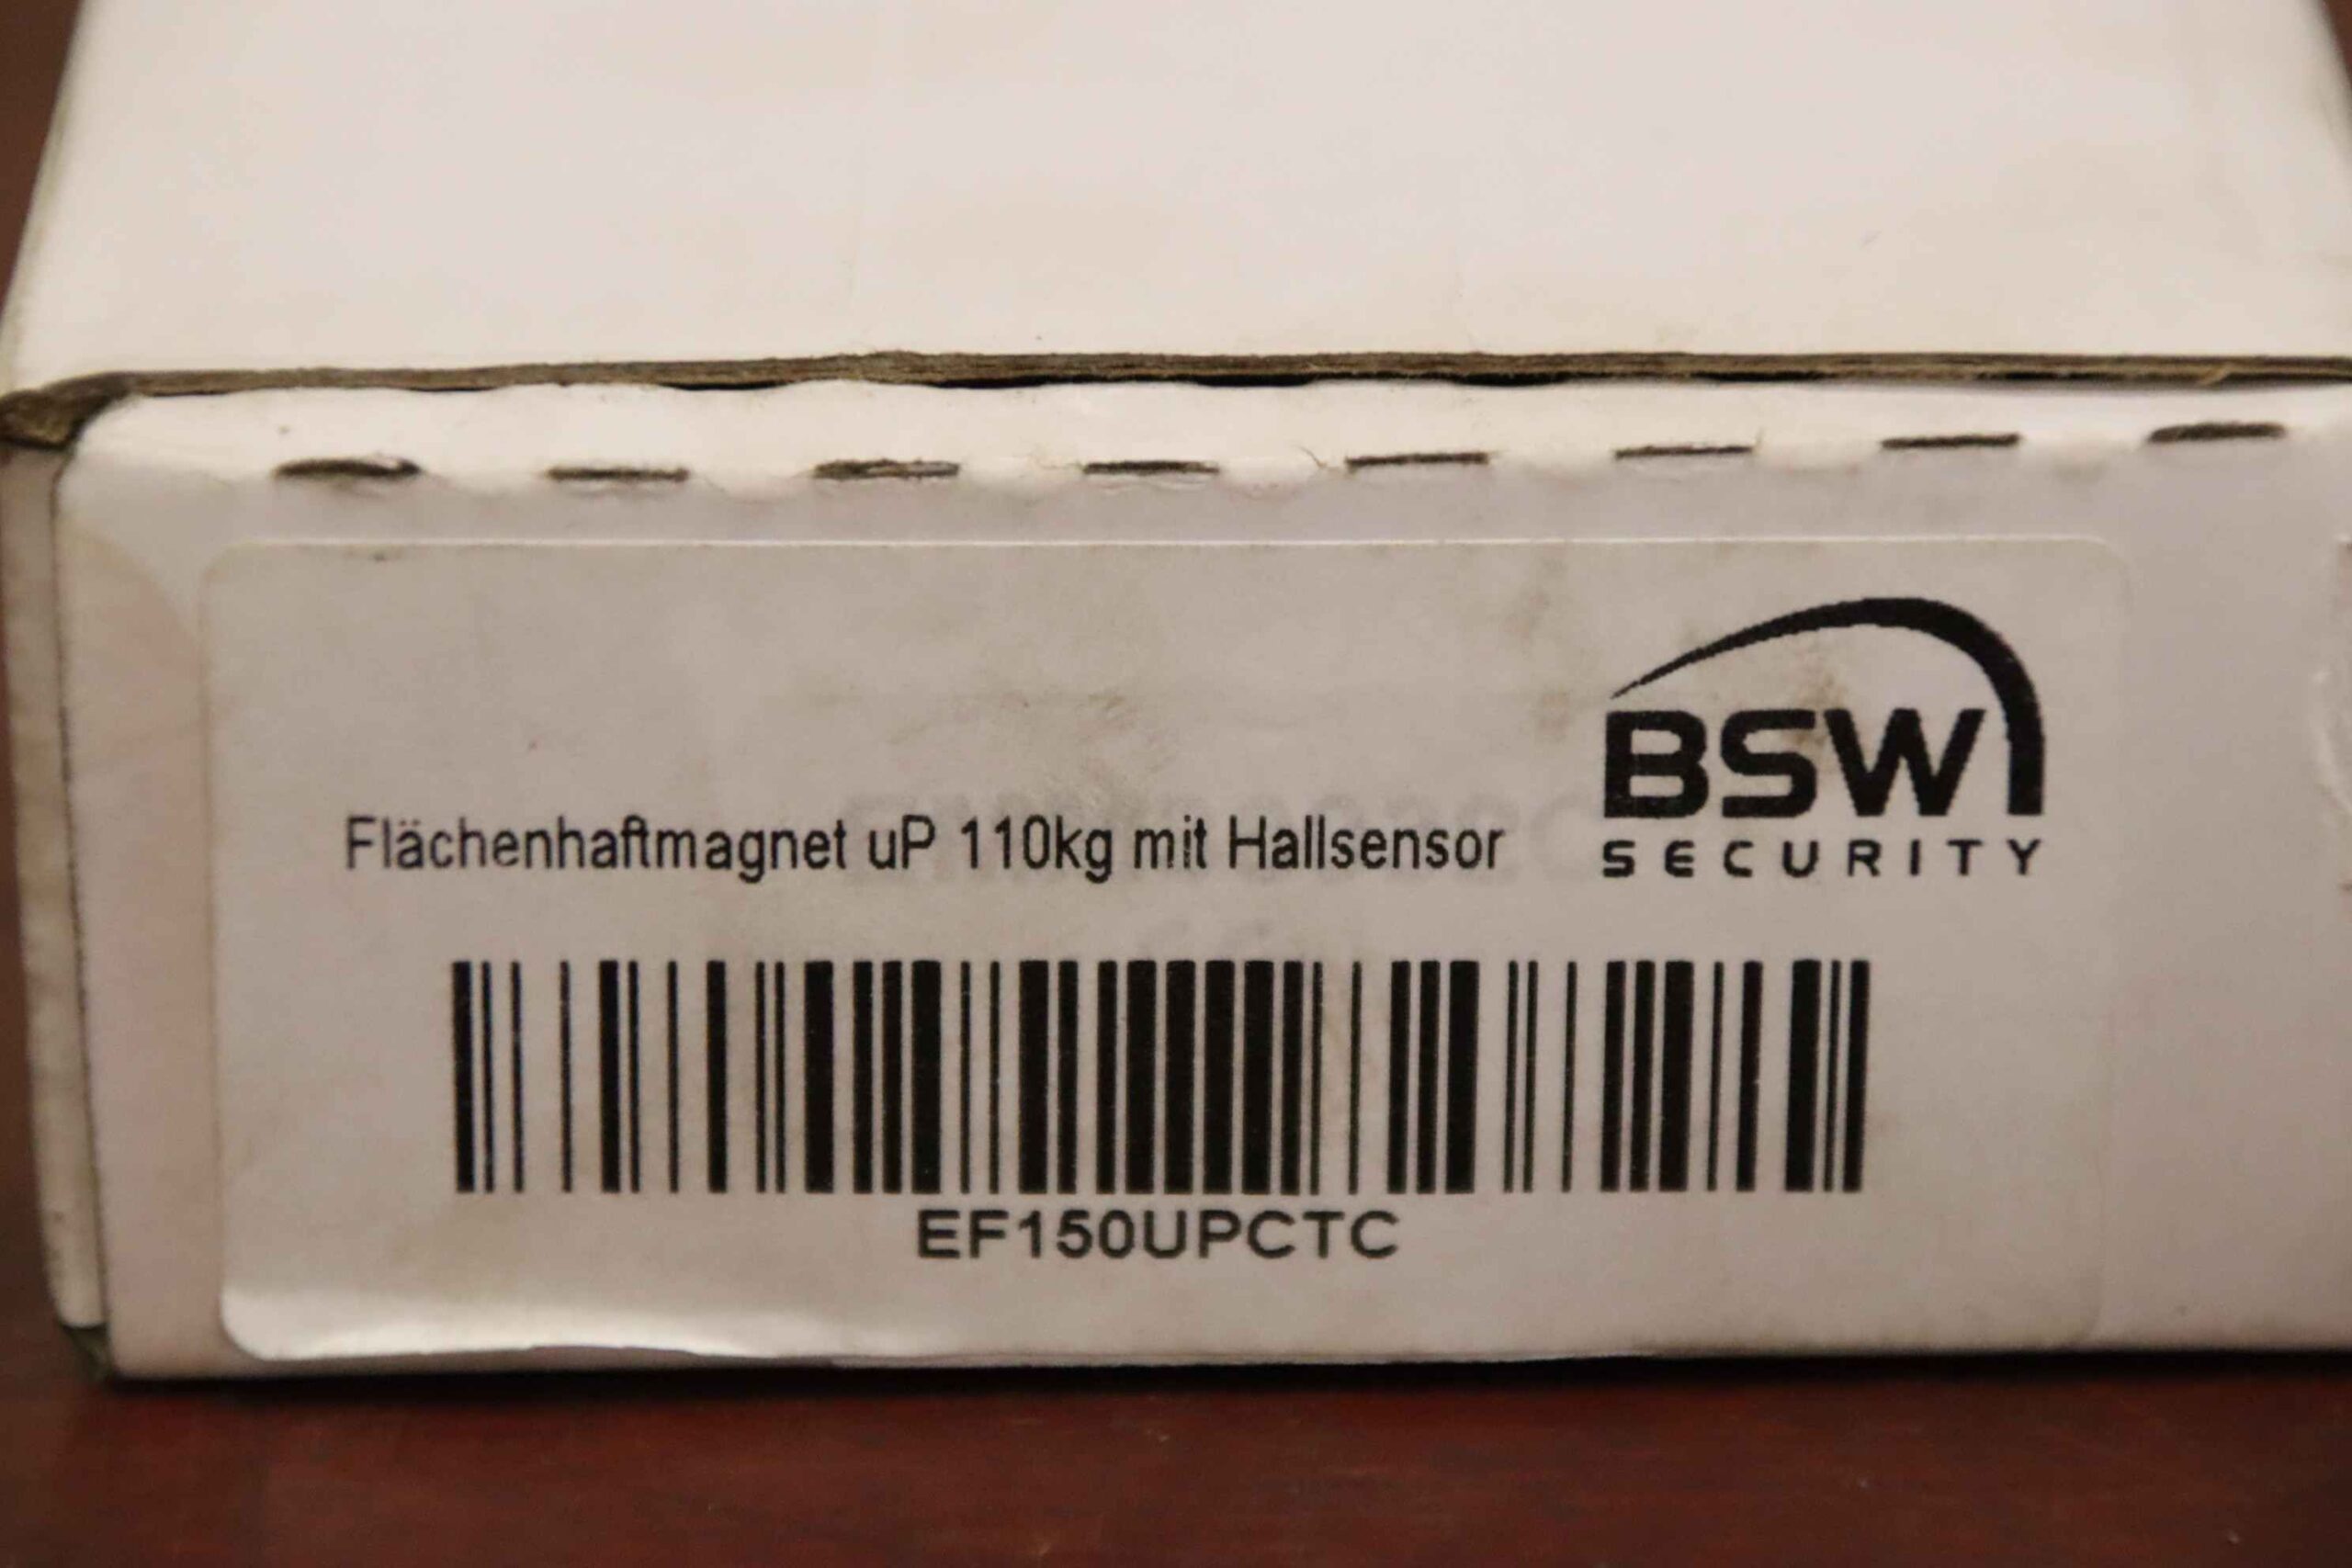 BSW
SECURITY
Flächenhaftmagnet uP 110kg mit Hallsensor
EF150UPCTC